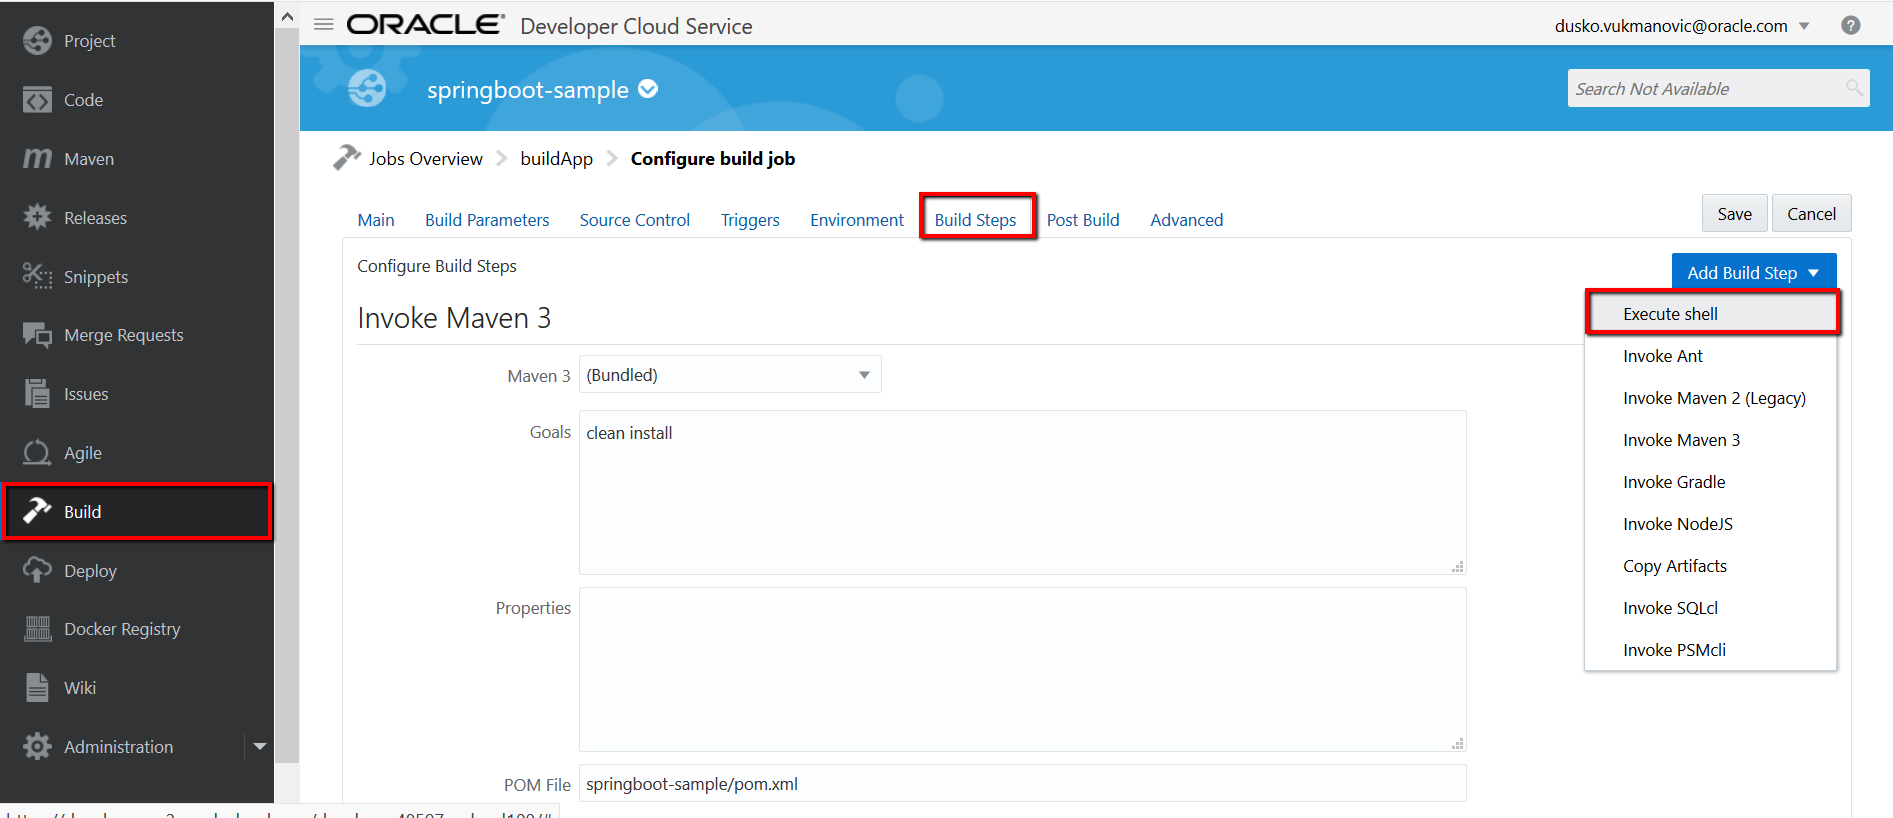 Project
Code
Maven
Releases
Snippets
Merge Requests
Issues
Agile
Build
Deploy
Docker Registry
Wiki
Administration
ORACLE Developer Cloud Service
dusko.vukmanovic@oracle.com
?
springboot-sample
Search Not Available
Jobs Overview buildApp Configure build job
Main Build Parameters Source Control Triggers Environment Build Steps Post Build Advanced
Save Cancel
Configure Build Steps
Add Build Step
Invoke Maven 3
Execute shell
Invoke Ant
Invoke Maven 2 (Legacy)
Invoke Maven 3
Invoke Gradle
Invoke NodeJS
Copy Artifacts
Invoke SQLcl
Invoke PSMcli
Maven 3 (Bundled)
Goals clean install
Properties
POM File springboot-sample/pom.xml